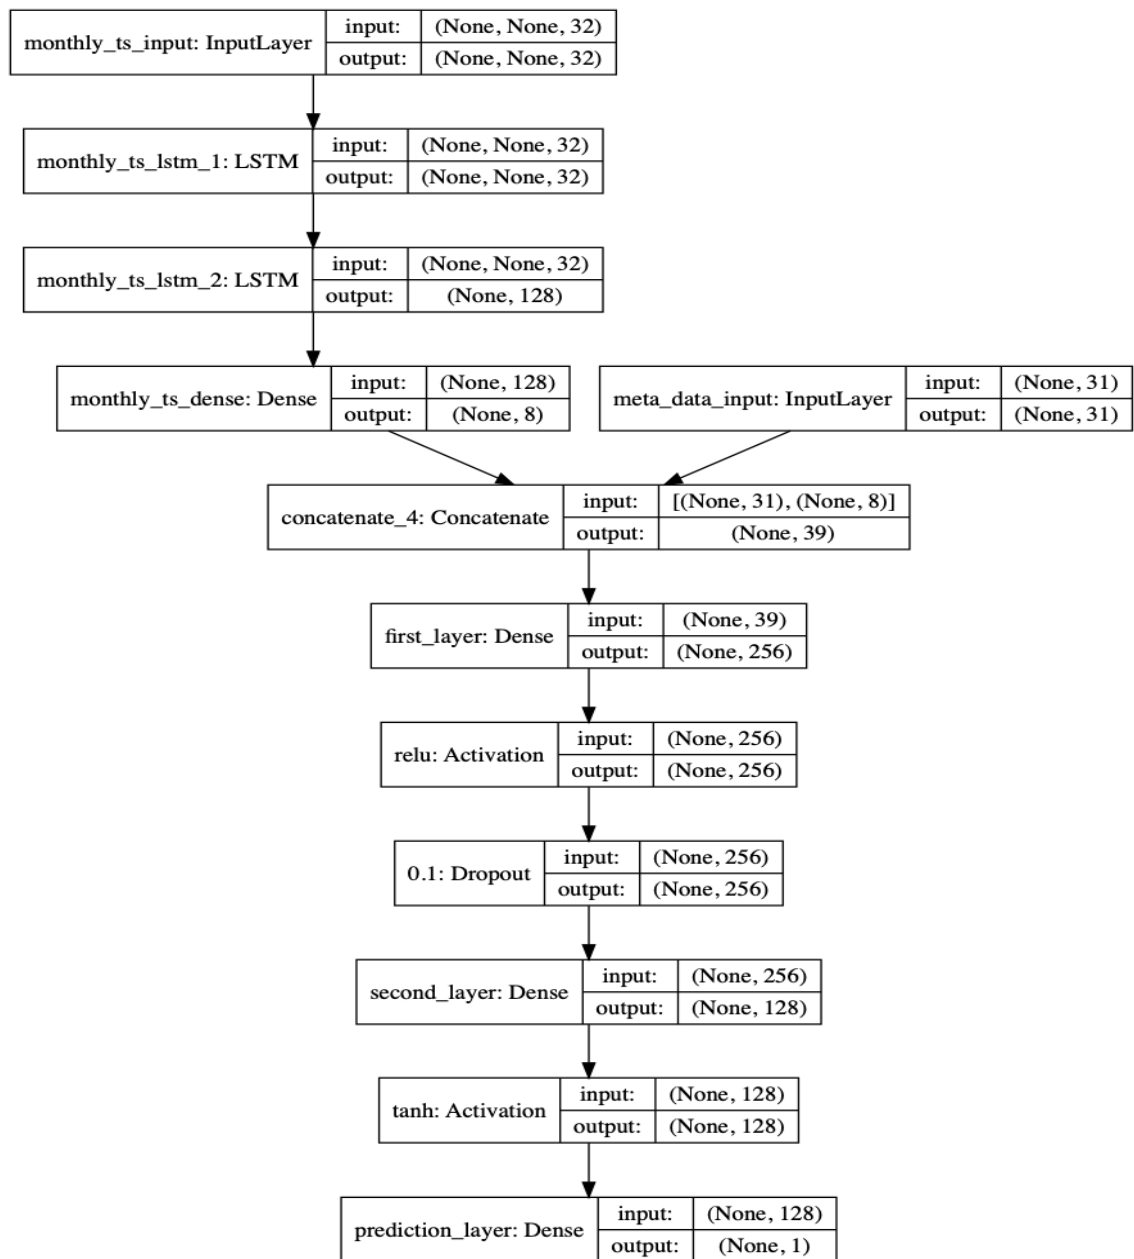 monthly_ts_input: InputLayer
input: (None, None, 32)
output: (None, None, 32)
monthly_ts_lstm_1: LSTM
input: (None, None, 32)
output: (None, None, 32)
monthly_ts_lstm_2: LSTM
input: (None, None, 32)
output: (None, 128)
monthly_ts_dense: Dense
input: (None, 128)
output: (None, 8)
meta_data_input: InputLayer
input: (None, 31)
output: (None, 31)
concatenate_4: Concatenate
input: [(None, 31), (None, 8)]
output: (None, 39)
first_layer: Dense
input: (None, 39)
output: (None, 256)
relu: Activation
input: (None, 256)
output: (None, 256)
0.1: Dropout
input: (None, 256)
output: (None, 256)
second_layer: Dense
input: (None, 256)
output: (None, 128)
tanh: Activation
input: (None, 128)
output: (None, 128)
prediction_layer: Dense
input: (None, 128)
output: (None, 1)